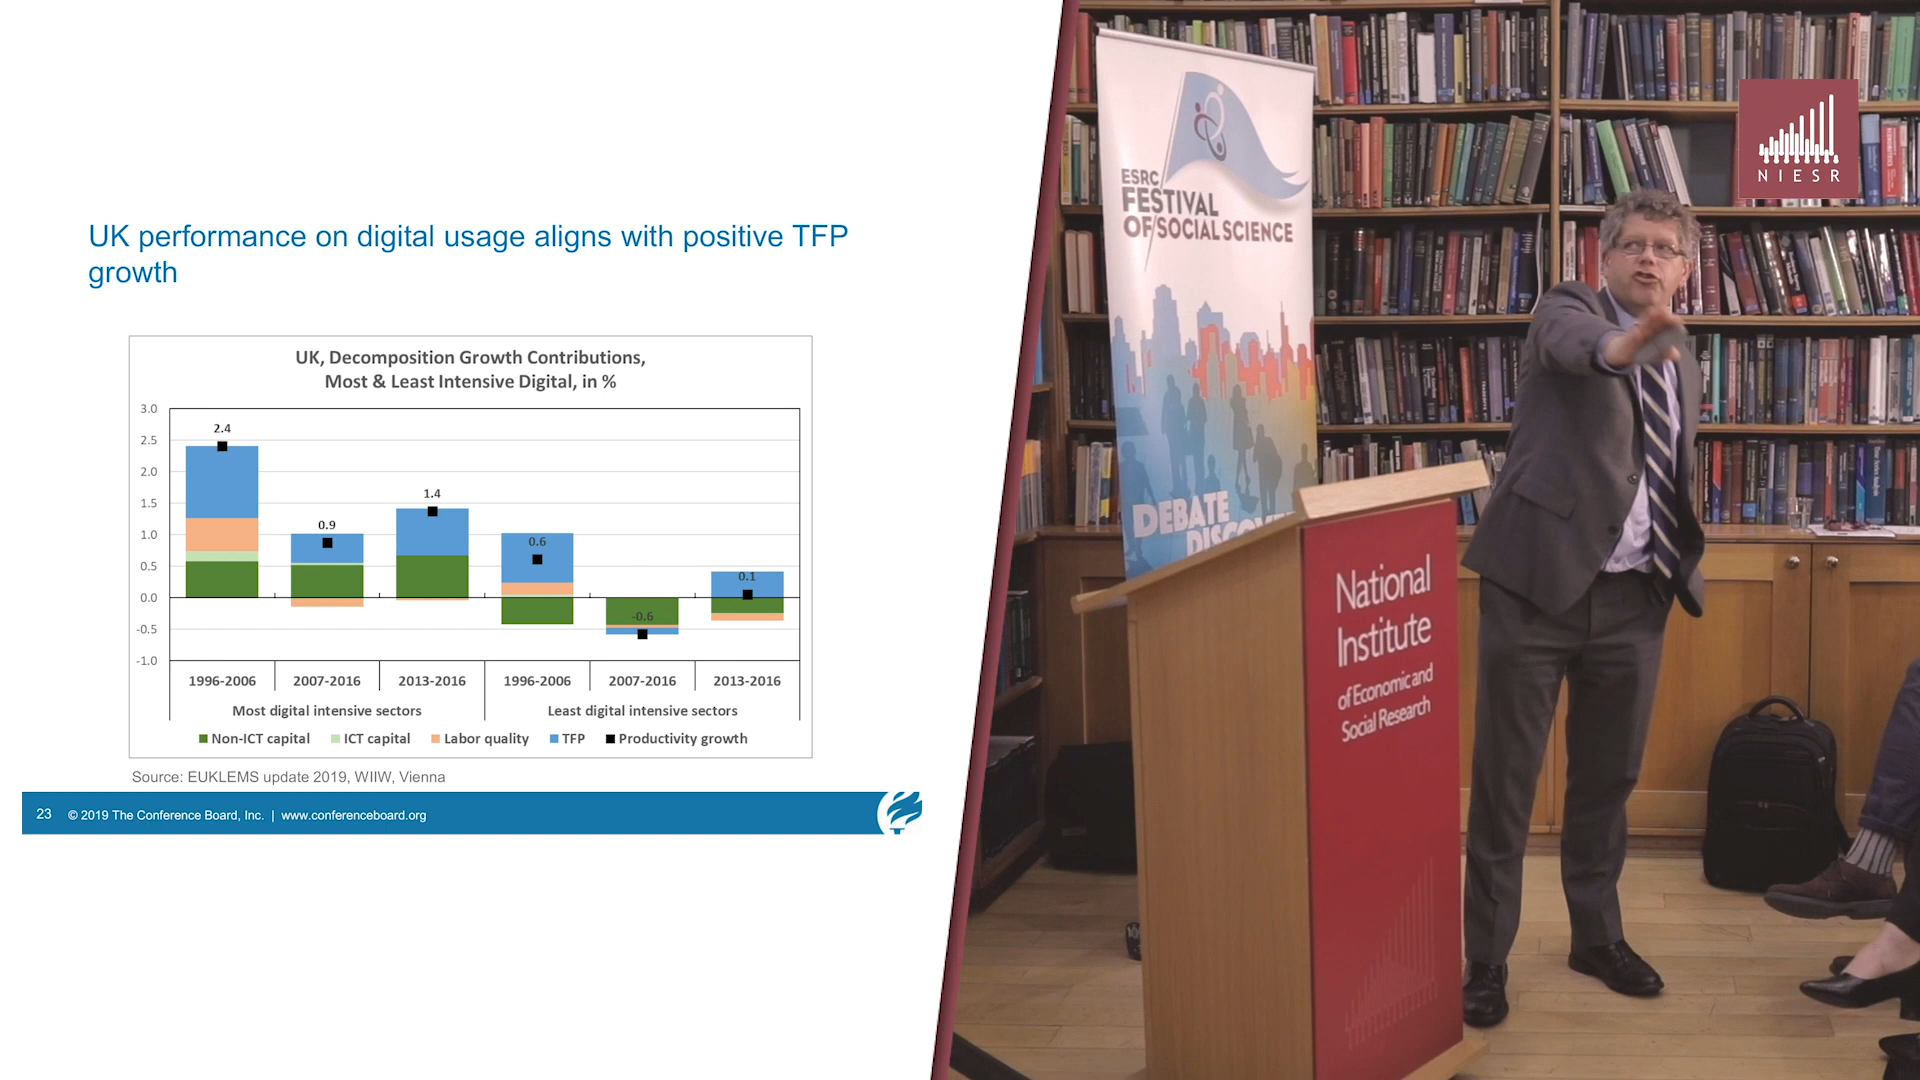 UK performance on digital usage aligns with positive TFP
growth
UK, Decomposition Growth Contributions,
Most & Least Intensive Digital, in %
3.0
2.5
2.0
1.5
1.0
0.5
0.0
-0.5
-1.0
2.4
0.9
1.4
0.6
-0.6
0.1
1996-2006 2007-2016 2013-2016 1996-2006 2007-2016 2013-2016
Most digital intensive sectors Least digital intensive sectors
Non-ICT capital ICT capital Labor quality TFP Productivity growth
Source: EUKLEMS update 2019, WIIW, Vienna
23 © 2019 The Conference Board, Inc. | www.conferenceboard.org
ESRC
FESTIVAL
OF SOCIAL SCIENCE
DEBATE
NIESR
National
Institute
of Economic and
Social Research